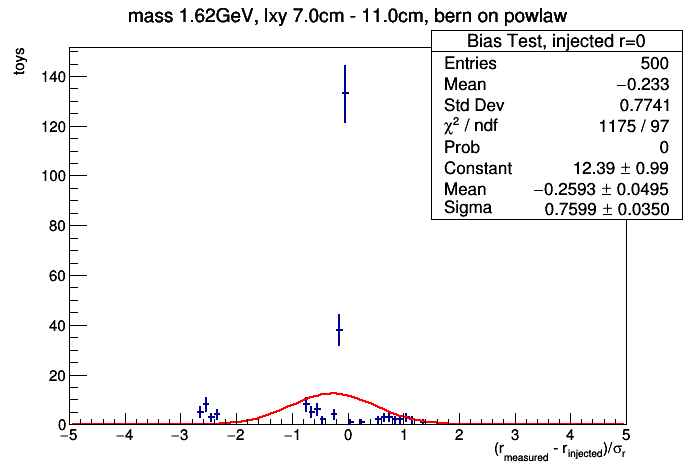 mass 1.62GeV, lxy 7.0cm - 11.0cm, bern on powlaw
Bias Test, injected r=0
Entries 500
Mean −0.233
Std Dev 0.7741
χ² / ndf 1175 / 97
Prob 0
Constant 12.39 ± 0.99
Mean −0.2593 ± 0.0495
Sigma 0.7599 ± 0.0350
toys
140
120
100
80
60
40
20
0
−5 −4 −3 −2 −1 0 1 2 3 4 5
(r_measured - r_injected)/σ_r